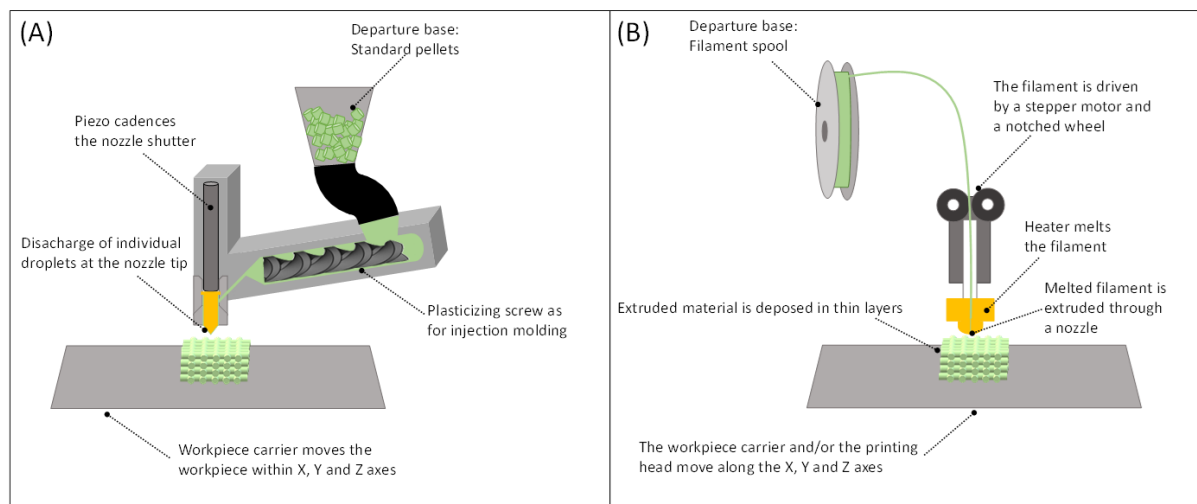 (A)
Departure base:
Standard pellets
Piezo cadences
the nozzle shutter
Disacharge of individual
droplets at the nozzle tip
Plasticizing screw as
for injection molding
Workpiece carrier moves the
workpiece within X, Y and Z axes
(B)
Departure base:
Filament spool
The filament is driven
by a stepper motor and
a notched wheel
Heater melts
the filament
Extruded material is deposed in thin layers
Melted filament is
extruded through
a nozzle
The workpiece carrier and/or the printing
head move along the X, Y and Z axes